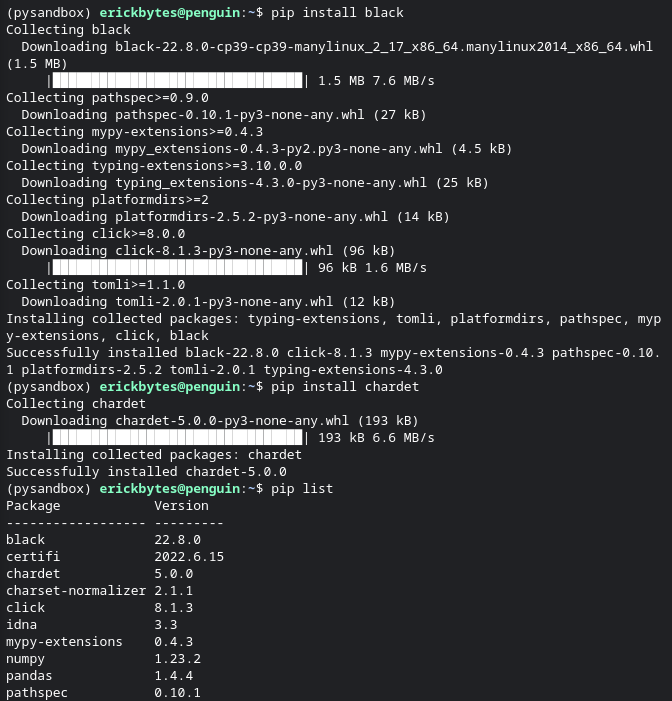 (pysandbox) erickbytes@penguin:~$ pip install black
Collecting black
  Downloading black-22.8.0-cp39-cp39-manylinux_2_17_x86_64.manylinux2014_x86_64.whl
(1.5 MB)
     |████████████████████████████████| 1.5 MB 7.6 MB/s
Collecting pathspec>=0.9.0
  Downloading pathspec-0.10.1-py3-none-any.whl (27 kB)
Collecting mypy-extensions>=0.4.3
  Downloading mypy_extensions-0.4.3-py2.py3-none-any.whl (4.5 kB)
Collecting typing-extensions>=3.10.0.0
  Downloading typing_extensions-4.3.0-py3-none-any.whl (25 kB)
Collecting platformdirs>=2
  Downloading platformdirs-2.5.2-py3-none-any.whl (14 kB)
Collecting click>=8.0.0
  Downloading click-8.1.3-py3-none-any.whl (96 kB)
     |████████████████████████████████| 96 kB 1.6 MB/s
Collecting tomli>=1.1.0
  Downloading tomli-2.0.1-py3-none-any.whl (12 kB)
Installing collected packages: typing-extensions, tomli, platformdirs, pathspec, myp
y-extensions, click, black
Successfully installed black-22.8.0 click-8.1.3 mypy-extensions-0.4.3 pathspec-0.10.
1 platformdirs-2.5.2 tomli-2.0.1 typing-extensions-4.3.0
(pysandbox) erickbytes@penguin:~$ pip install chardet
Collecting chardet
  Downloading chardet-5.0.0-py3-none-any.whl (193 kB)
     |████████████████████████████████| 193 kB 6.6 MB/s
Installing collected packages: chardet
Successfully installed chardet-5.0.0
(pysandbox) erickbytes@penguin:~$ pip list
Package            Version
------------------ ---------
black              22.8.0
certifi            2022.6.15
chardet            5.0.0
charset-normalizer 2.1.1
click              8.1.3
idna               3.3
mypy-extensions    0.4.3
numpy              1.23.2
pandas             1.4.4
pathspec           0.10.1